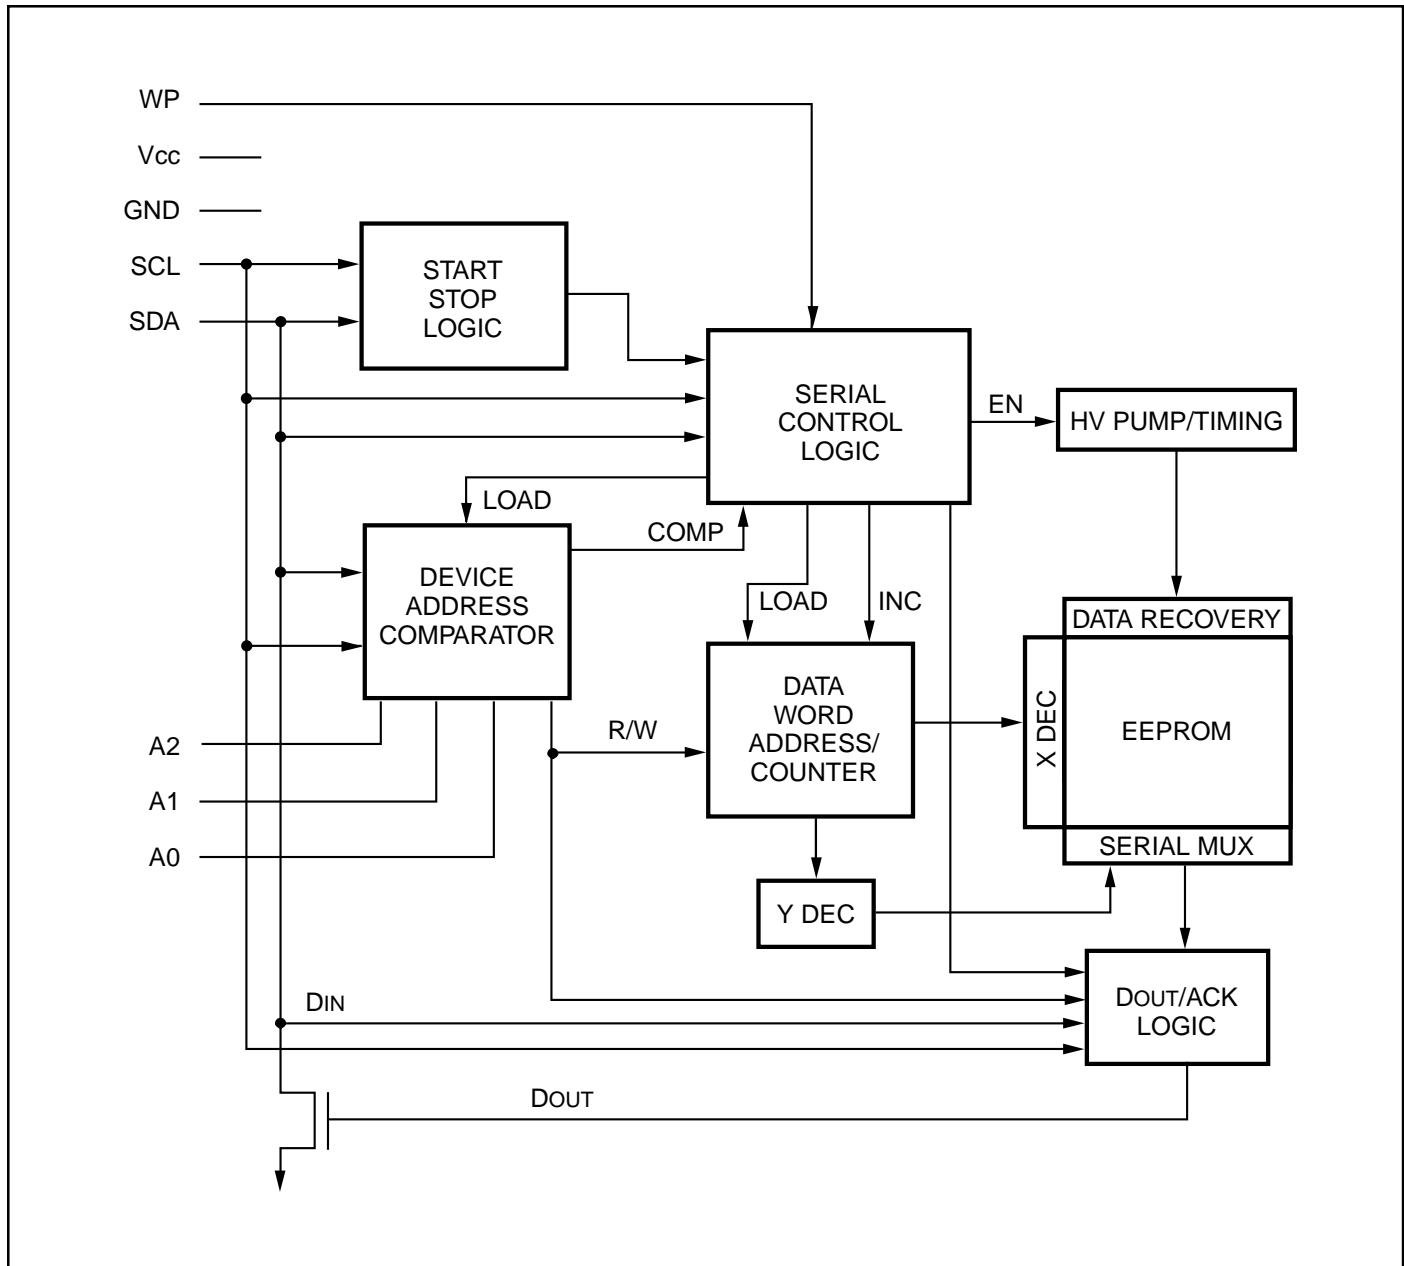 WP
Vcc
GND
SCL
SDA
START
STOP
LOGIC
SERIAL
CONTROL
LOGIC
EN
HV PUMP/TIMING
LOAD
COMP
DEVICE
ADDRESS
COMPARATOR
LOAD
INC
DATA RECOVERY
DATA
WORD
ADDRESS/
COUNTER
R/W
X DEC
EEPROM
A2
A1
A0
SERIAL MUX
Y DEC
DIN
DOUT/ACK
LOGIC
DOUT